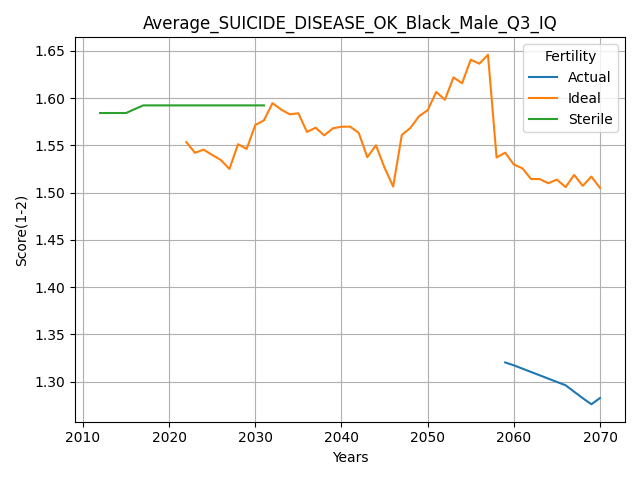 Average_SUICIDE_DISEASE_OK_Black_Male_Q3_IQ
Score(1-2)
1.65
1.60
1.55
1.50
1.45
1.40
1.35
1.30
Fertility
Actual
Ideal
Sterile
2010 2020 2030 2040 2050 2060 2070
Years